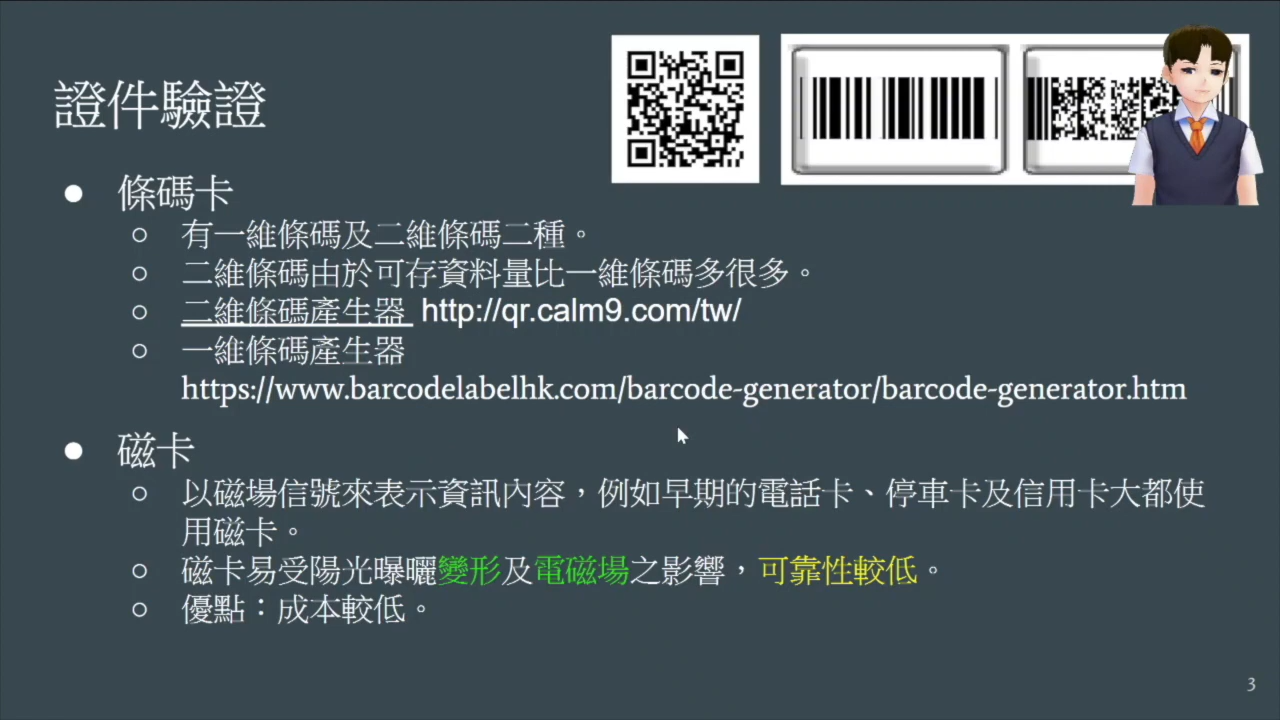 證件驗證
條碼卡
有一維條碼及二維條碼二種。
二維條碼由於可存資料量比一維條碼多很多。
二維條碼產生器 http://qr.calm9.com/tw/
一維條碼產生器
https://www.barcodelabelhk.com/barcode-generator/barcode-generator.htm
磁卡
以磁場信號來表示資訊內容，例如早期的電話卡、停車卡及信用卡大都使
用磁卡。
磁卡易受陽光曝曬變形及電磁場之影響，可靠性較低。
優點：成本較低。
3